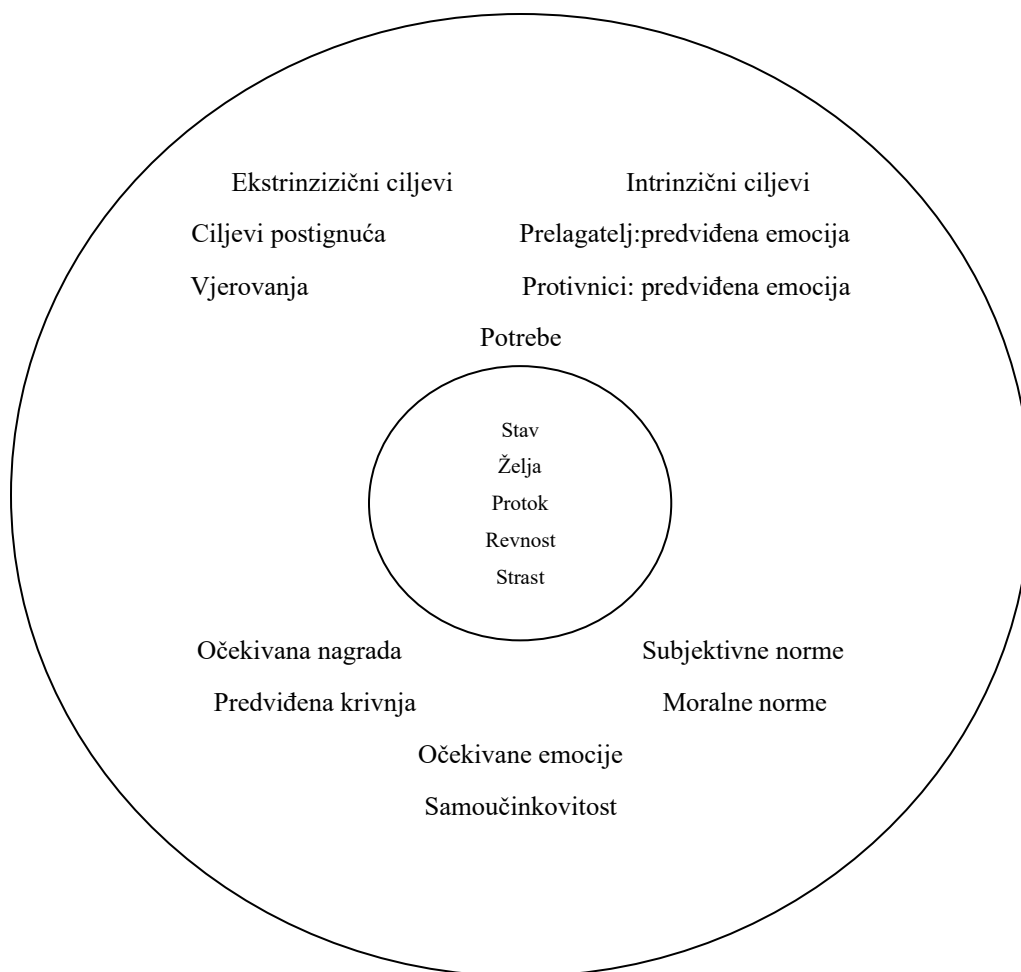 Ekstrinzizični ciljevi Intrinzični ciljevi
Ciljevi postignuća Prelagatelj:predviđena emocija
Vjerovanja Protivnici: predviđena emocija
Potrebe
Stav
Želja
Protok
Revnost
Strast
Očekivana nagrada Subjektivne norme
Predviđena krivnja Moralne norme
Očekivane emocije
Samoučinkovitost